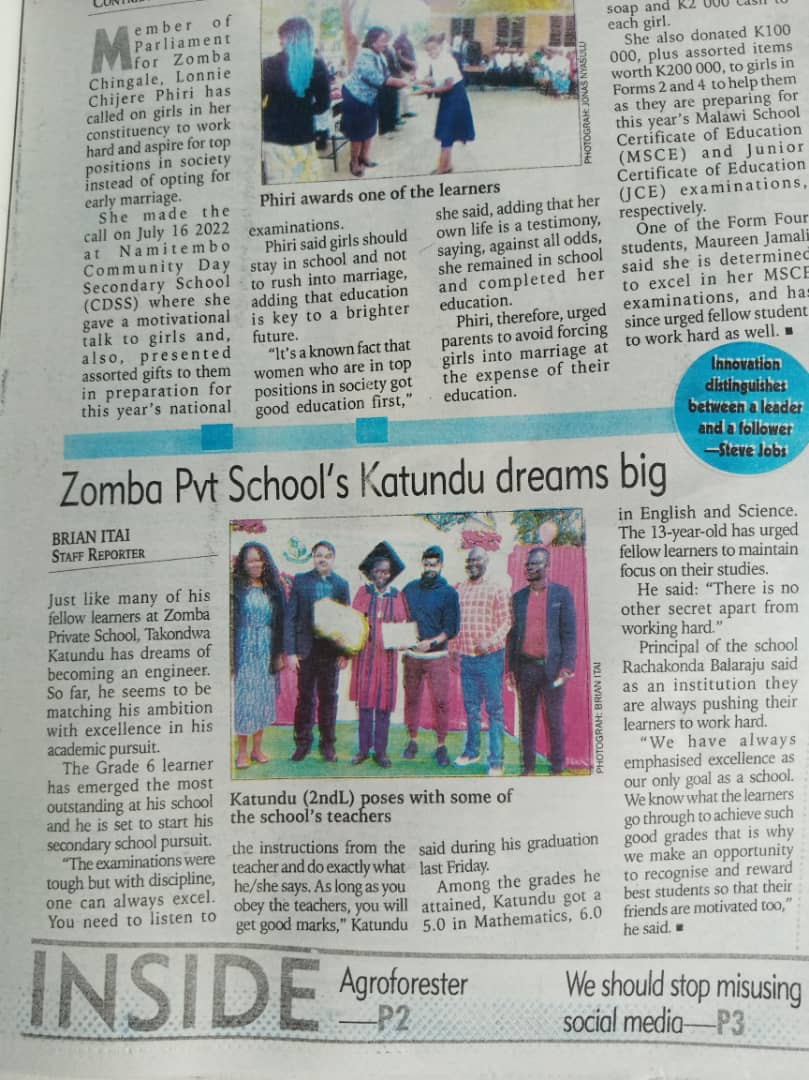 Member of
Parliament
for Zomba
Chingale, Lonnie
Chijere Phiri has
called on girls in her
constituency to work
hard and aspire for top
positions in society
instead of opting for
early marriage.
She made the
call on July 16 2022
at Namitembo
Community Day
Secondary School
(CDSS) where she
gave a motivational
talk to girls and,
also, presented
assorted gifts to them
in preparation for
this year's national
PHOTOGRAH: JONAS NYASULU
Phiri awards one of the learners
examinations.
Phiri said girls should
stay in school and not
to rush into marriage,
adding that education
is key to a brighter
future.
"It's a known fact that
women who are in top
positions in society got
good education first,"
she said, adding that her
own life is a testimony,
saying, against all odds,
she remained in school
and completed her
education.
Phiri, therefore, urged
parents to avoid forcing
girls into marriage at
the expense of their
education.
soap and K2 000 cash to
each girl.
She also donated K100
000, plus assorted items
worth K200 000, to girls in
Forms 2 and 4 to help them
as they are preparing for
this year's Malawi School
Certificate of Education
(MSCE) and Junior
Certificate of Education
(JCE) examinations,
respectively.
One of the Form Four
students, Maureen Jamali
said she is determined
to excel in her MSCE
examinations, and has
since urged fellow student
to work hard as well. ■
Innovation
distinguishes
between a leader
and a follower
—Steve Jobs
Zomba Pvt School's Katundu dreams big
BRIAN ITAI
STAFF REPORTER
Just like many of his
fellow learners at Zomba
Private School, Takondwa
Katundu has dreams of
becoming an engineer.
So far, he seems to be
matching his ambition
with excellence in his
academic pursuit.
The Grade 6 learner
has emerged the most
outstanding at his school
and he is set to start his
secondary school pursuit.
"The examinations were
tough but with discipline,
one can always excel.
You need to listen to
PHOTOGRAH: BRIAN ITAI
Katundu (2ndL) poses with some of
the school's teachers
the instructions from the
teacher and do exactly what
he/she says. As long as you
obey the teachers, you will
get good marks," Katundu
said during his graduation
last Friday.
Among the grades he
attained, Katundu got a
5.0 in Mathematics, 6.0
in English and Science.
The 13-year-old has urged
fellow learners to maintain
focus on their studies.
He said: "There is no
other secret apart from
working hard."
Principal of the school
Rachakonda Balaraju said
as an institution they
are always pushing their
learners to work hard.
"We have always
emphasised excellence as
our only goal as a school.
We know what the learners
go through to achieve such
good grades that is why
we make an opportunity
to recognise and reward
best students so that their
friends are motivated too,"
he said. ■
INSIDE
Agroforester
—P2
We should stop misusing
social media—P3